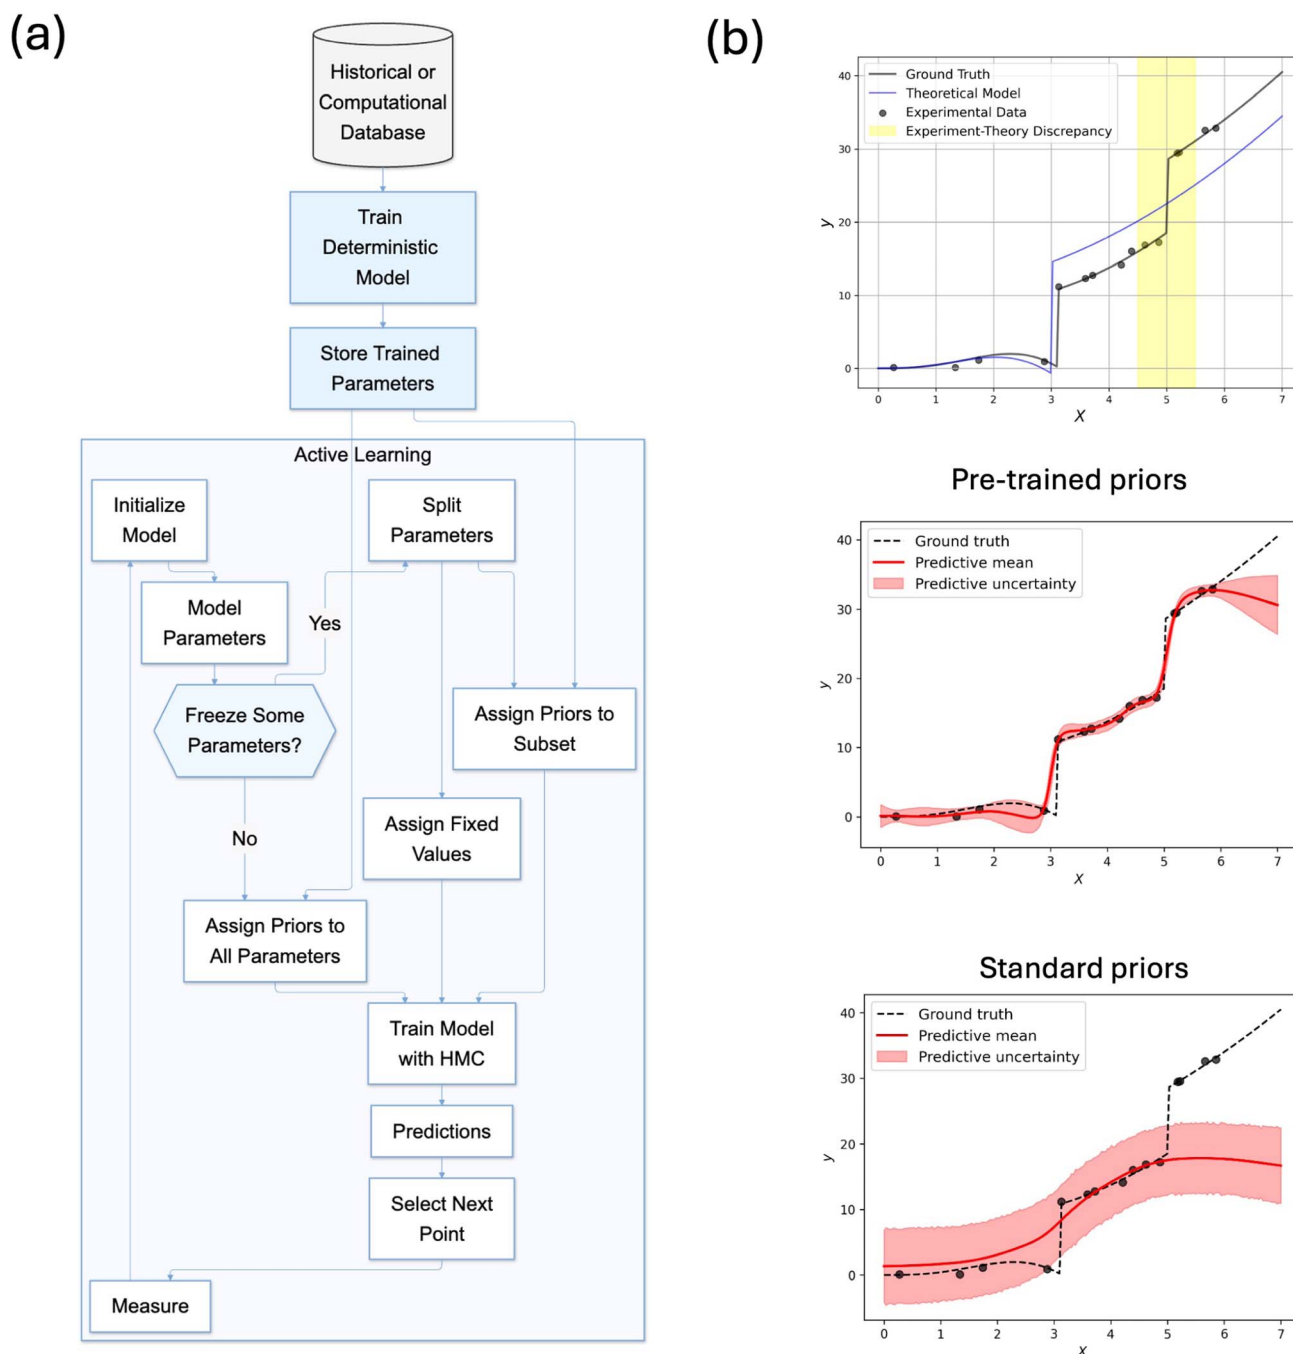 (a)
Historical or
Computational
Database
Train
Deterministic
Model
Store Trained
Parameters
Active Learning
Initialize
Model
Split
Parameters
Model
Parameters
Yes
Freeze Some
Parameters?
Assign Priors to
Subset
Assign Fixed
Values
No
Assign Priors to
All Parameters
Train Model
with HMC
Predictions
Select Next
Point
Measure
(b)
Ground Truth
Theoretical Model
Experimental Data
Experiment-Theory Discrepancy
40
30
20
10
0
y
0 1 2 3 4 5 6 7
X
Pre-trained priors
Ground truth
Predictive mean
Predictive uncertainty
40
30
20
10
0
y
0 1 2 3 4 5 6 7
X
Standard priors
Ground truth
Predictive mean
Predictive uncertainty
40
30
20
10
0
y
0 1 2 3 4 5 6 7
X